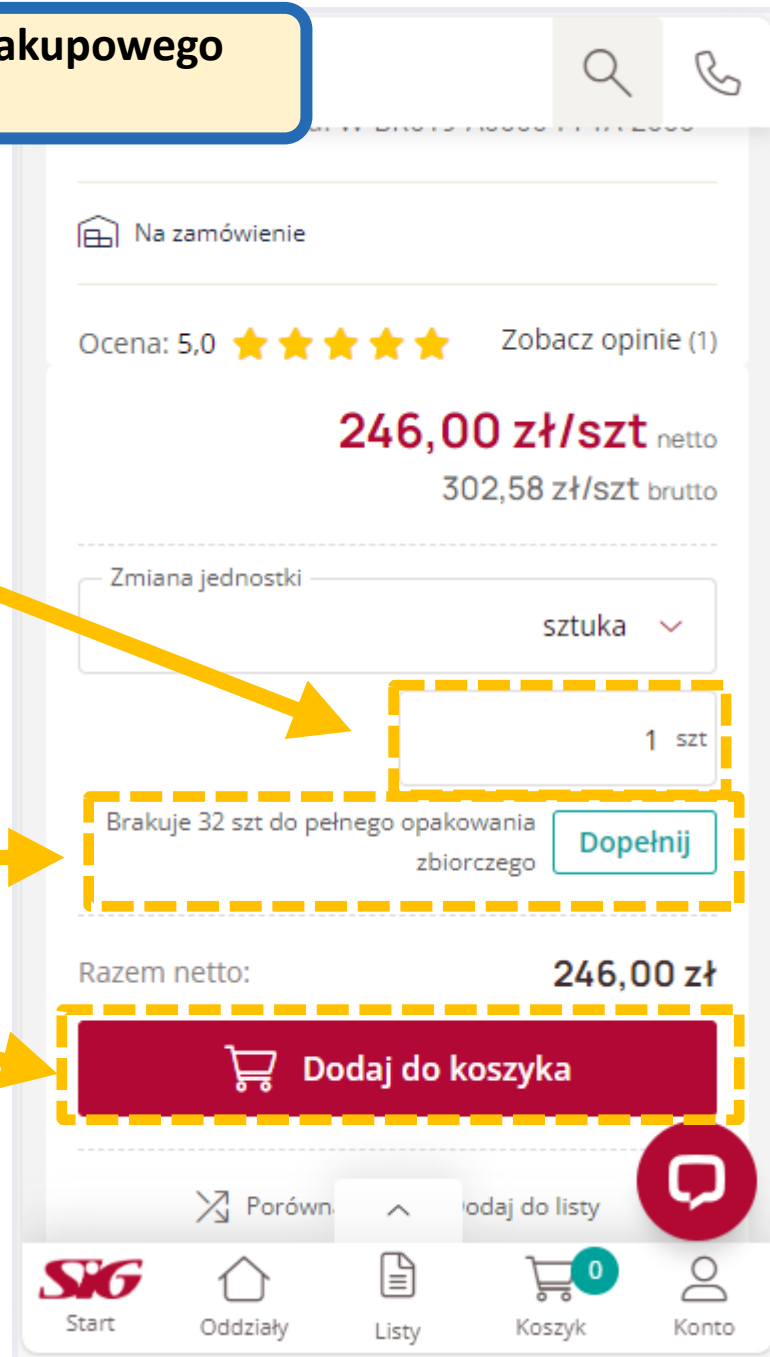 akupowego
Na zamówienie
Ocena: 5,0 Zobacz opinie (1)
246,00 zł/szt netto
302,58 zł/szt brutto
Zmiana jednostki
sztuka
1 szt
Brakuje 32 szt do pełnego opakowania
zbiorczego
Dopełnij
Razem netto: 246,00 zł
Dodaj do koszyka
Porówn odaj do listy
SIG 0
Start Oddziały Listy Koszyk Konto